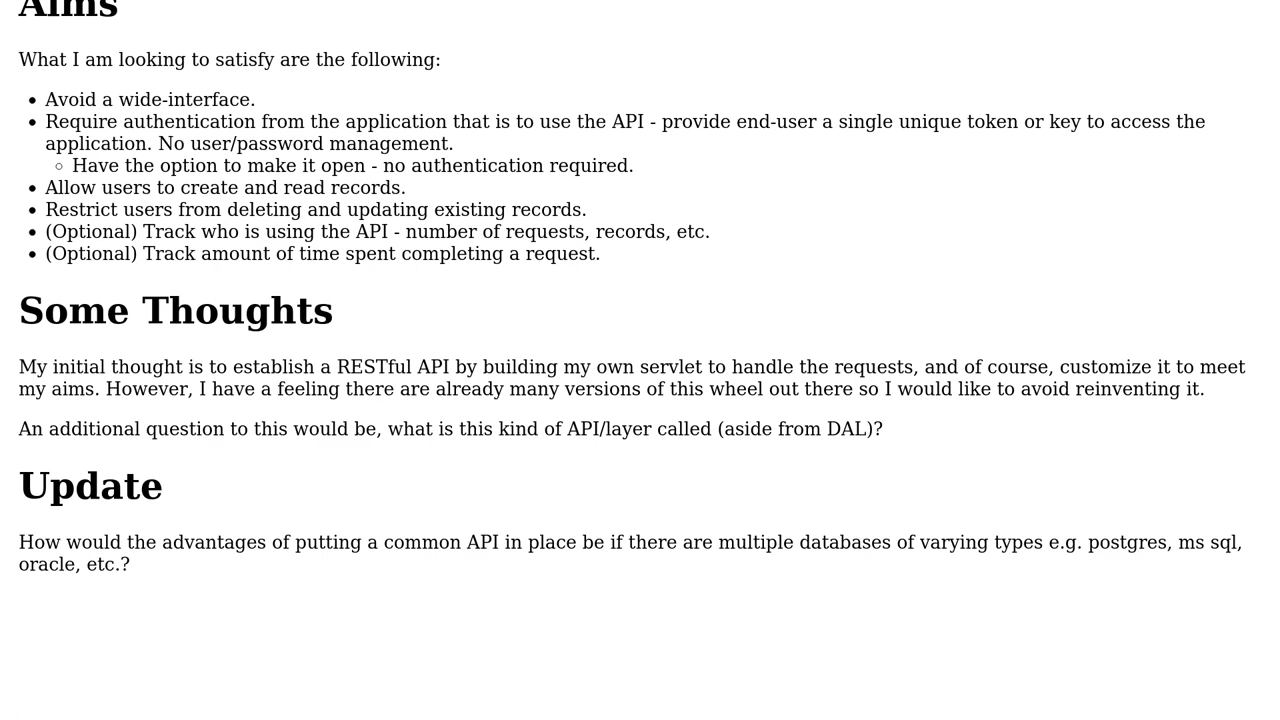 Aims
What I am looking to satisfy are the following:
Avoid a wide-interface.
Require authentication from the application that is to use the API - provide end-user a single unique token or key to access the
application. No user/password management.
Have the option to make it open - no authentication required.
Allow users to create and read records.
Restrict users from deleting and updating existing records.
(Optional) Track who is using the API - number of requests, records, etc.
(Optional) Track amount of time spent completing a request.
Some Thoughts
My initial thought is to establish a RESTful API by building my own servlet to handle the requests, and of course, customize it to meet
my aims. However, I have a feeling there are already many versions of this wheel out there so I would like to avoid reinventing it.
An additional question to this would be, what is this kind of API/layer called (aside from DAL)?
Update
How would the advantages of putting a common API in place be if there are multiple databases of varying types e.g. postgres, ms sql,
oracle, etc.?